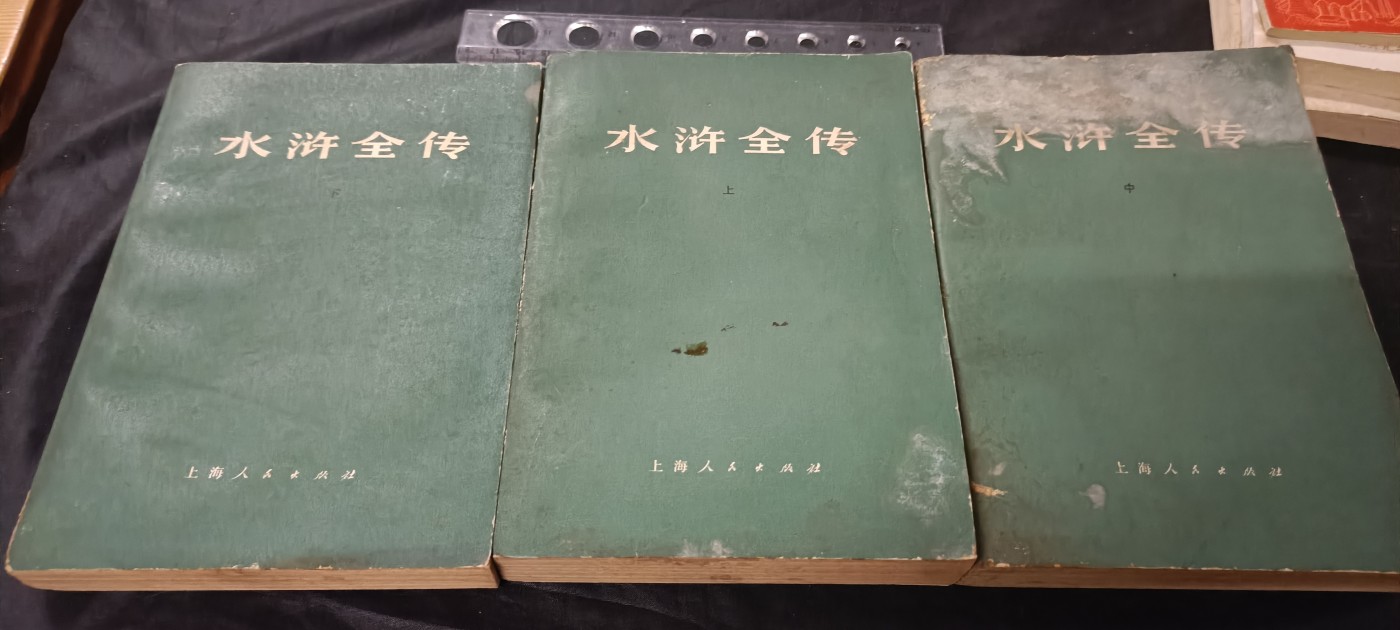 水浒全传
下
上海人民出版社
水浒全传
上
上海人民出版社
水浒全传
中
上海人民出版社